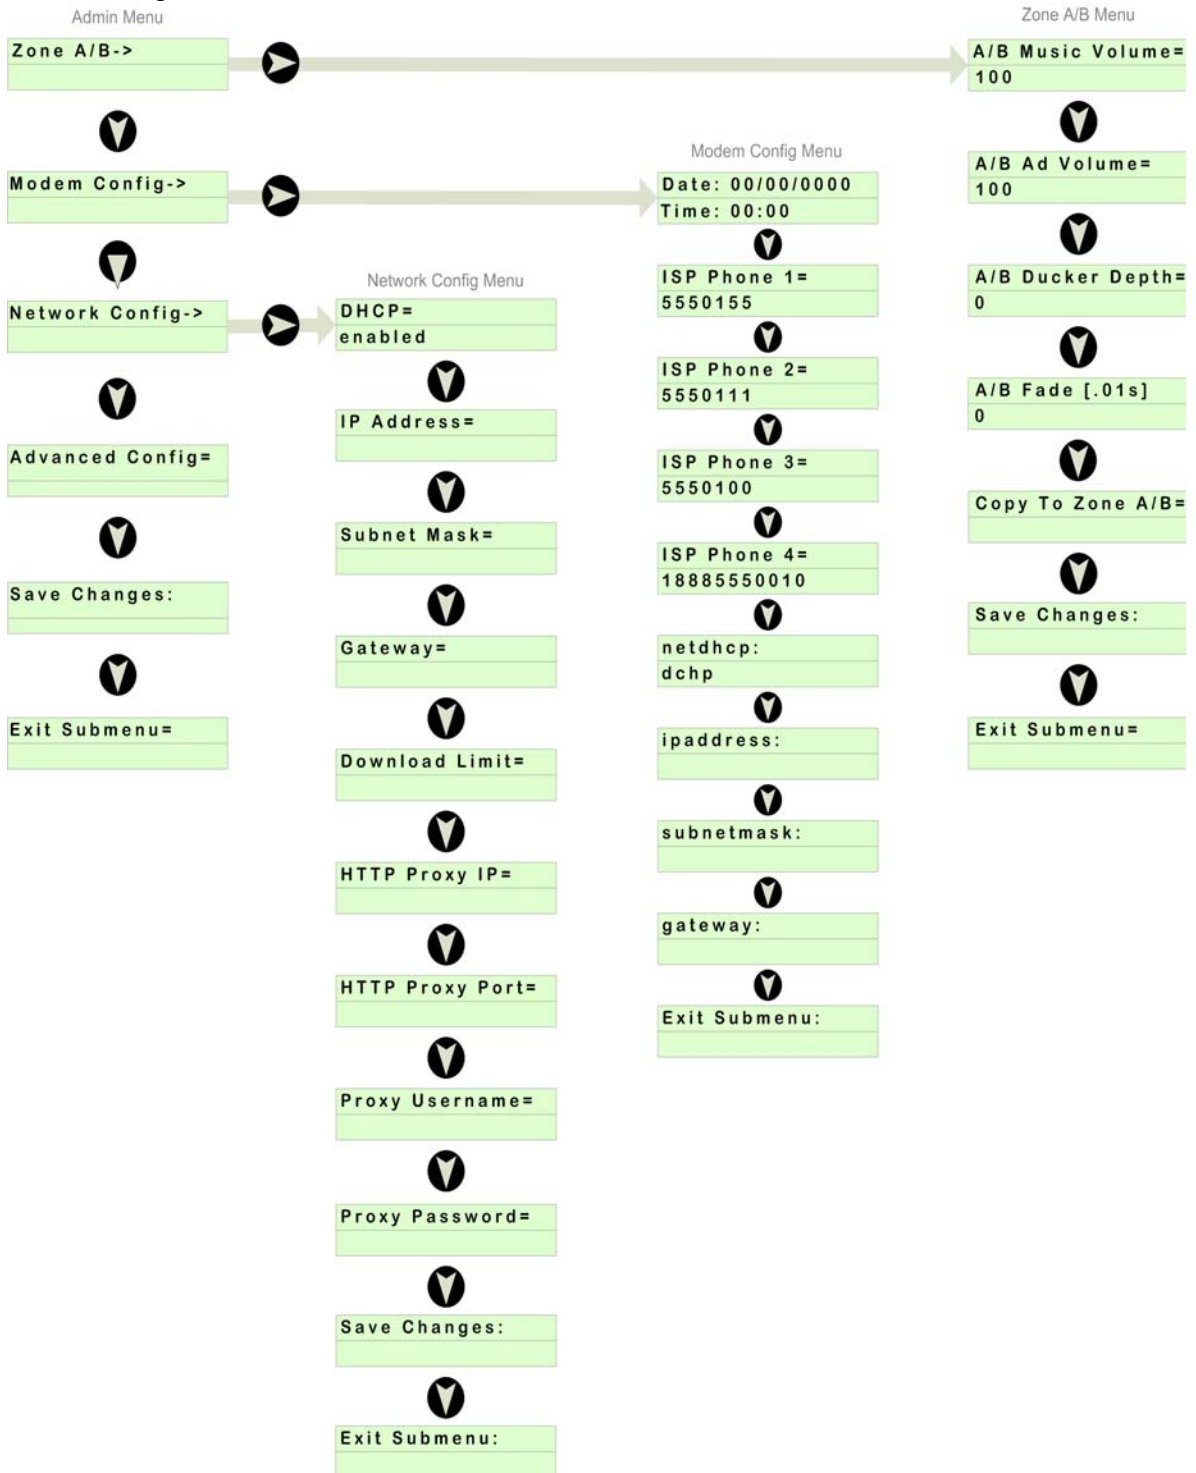 Admin Menu
Zone A/B->
Modem Config->
Network Config->
Advanced Config=
Save Changes:
Exit Submenu=
Network Config Menu
DHCP=
enabled
IP Address=
Subnet Mask=
Gateway=
Download Limit=
HTTP Proxy IP=
HTTP Proxy Port=
Proxy Username=
Proxy Password=
Save Changes:
Exit Submenu:
Modem Config Menu
Date: 00/00/0000
Time: 00:00
ISP Phone 1=
5550155
ISP Phone 2=
5550111
ISP Phone 3=
5550100
ISP Phone 4=
18885550010
netdhcp:
dchp
ipaddress:
subnetmask:
gateway:
Exit Submenu:
Zone A/B Menu
A/B Music Volume=
100
A/B Ad Volume=
100
A/B Ducker Depth=
0
A/B Fade [.01s]
0
Copy To Zone A/B=
Save Changes:
Exit Submenu=